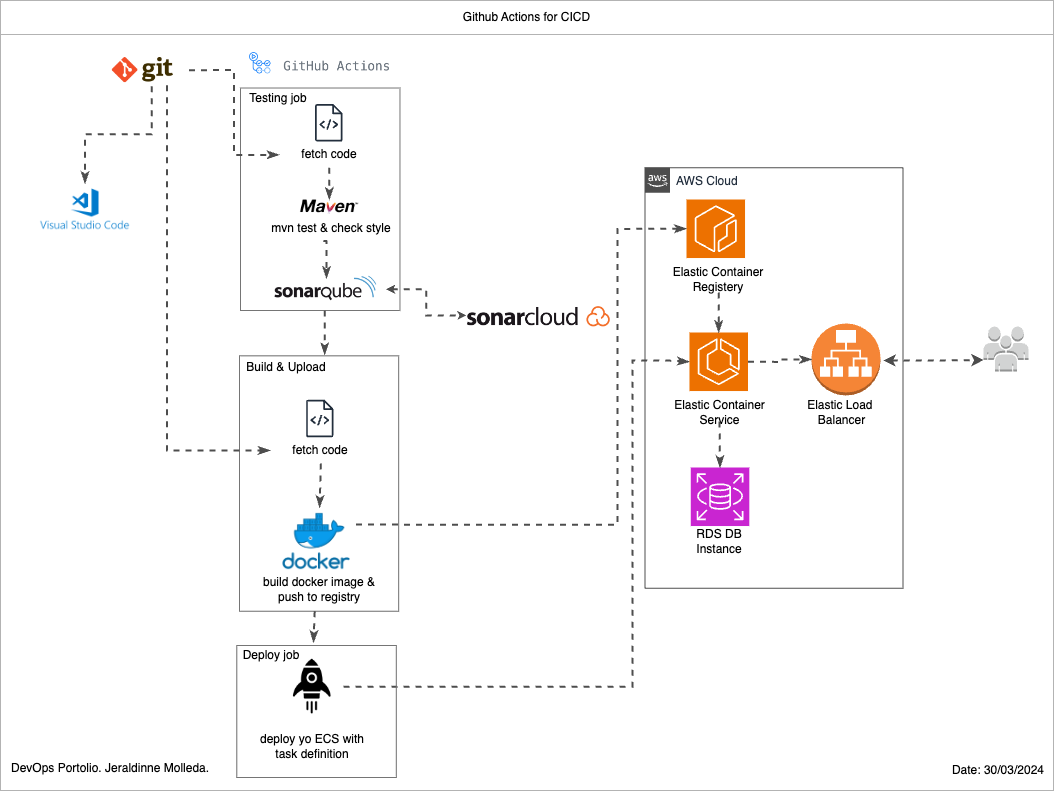 Github Actions for CICD
git
GitHub Actions
Testing job
</>
fetch code
Maven™
mvn test & check style
sonarqube
Visual Studio Code
sonarcloud
Build & Upload
</>
fetch code
docker
build docker image &
push to registry
Deploy job
deploy yo ECS with
task definition
aws
AWS Cloud
Elastic Container
Registery
Elastic Container
Service
Elastic Load
Balancer
RDS DB
Instance
DevOps Portolio. Jeraldinne Molleda.
Date: 30/03/2024